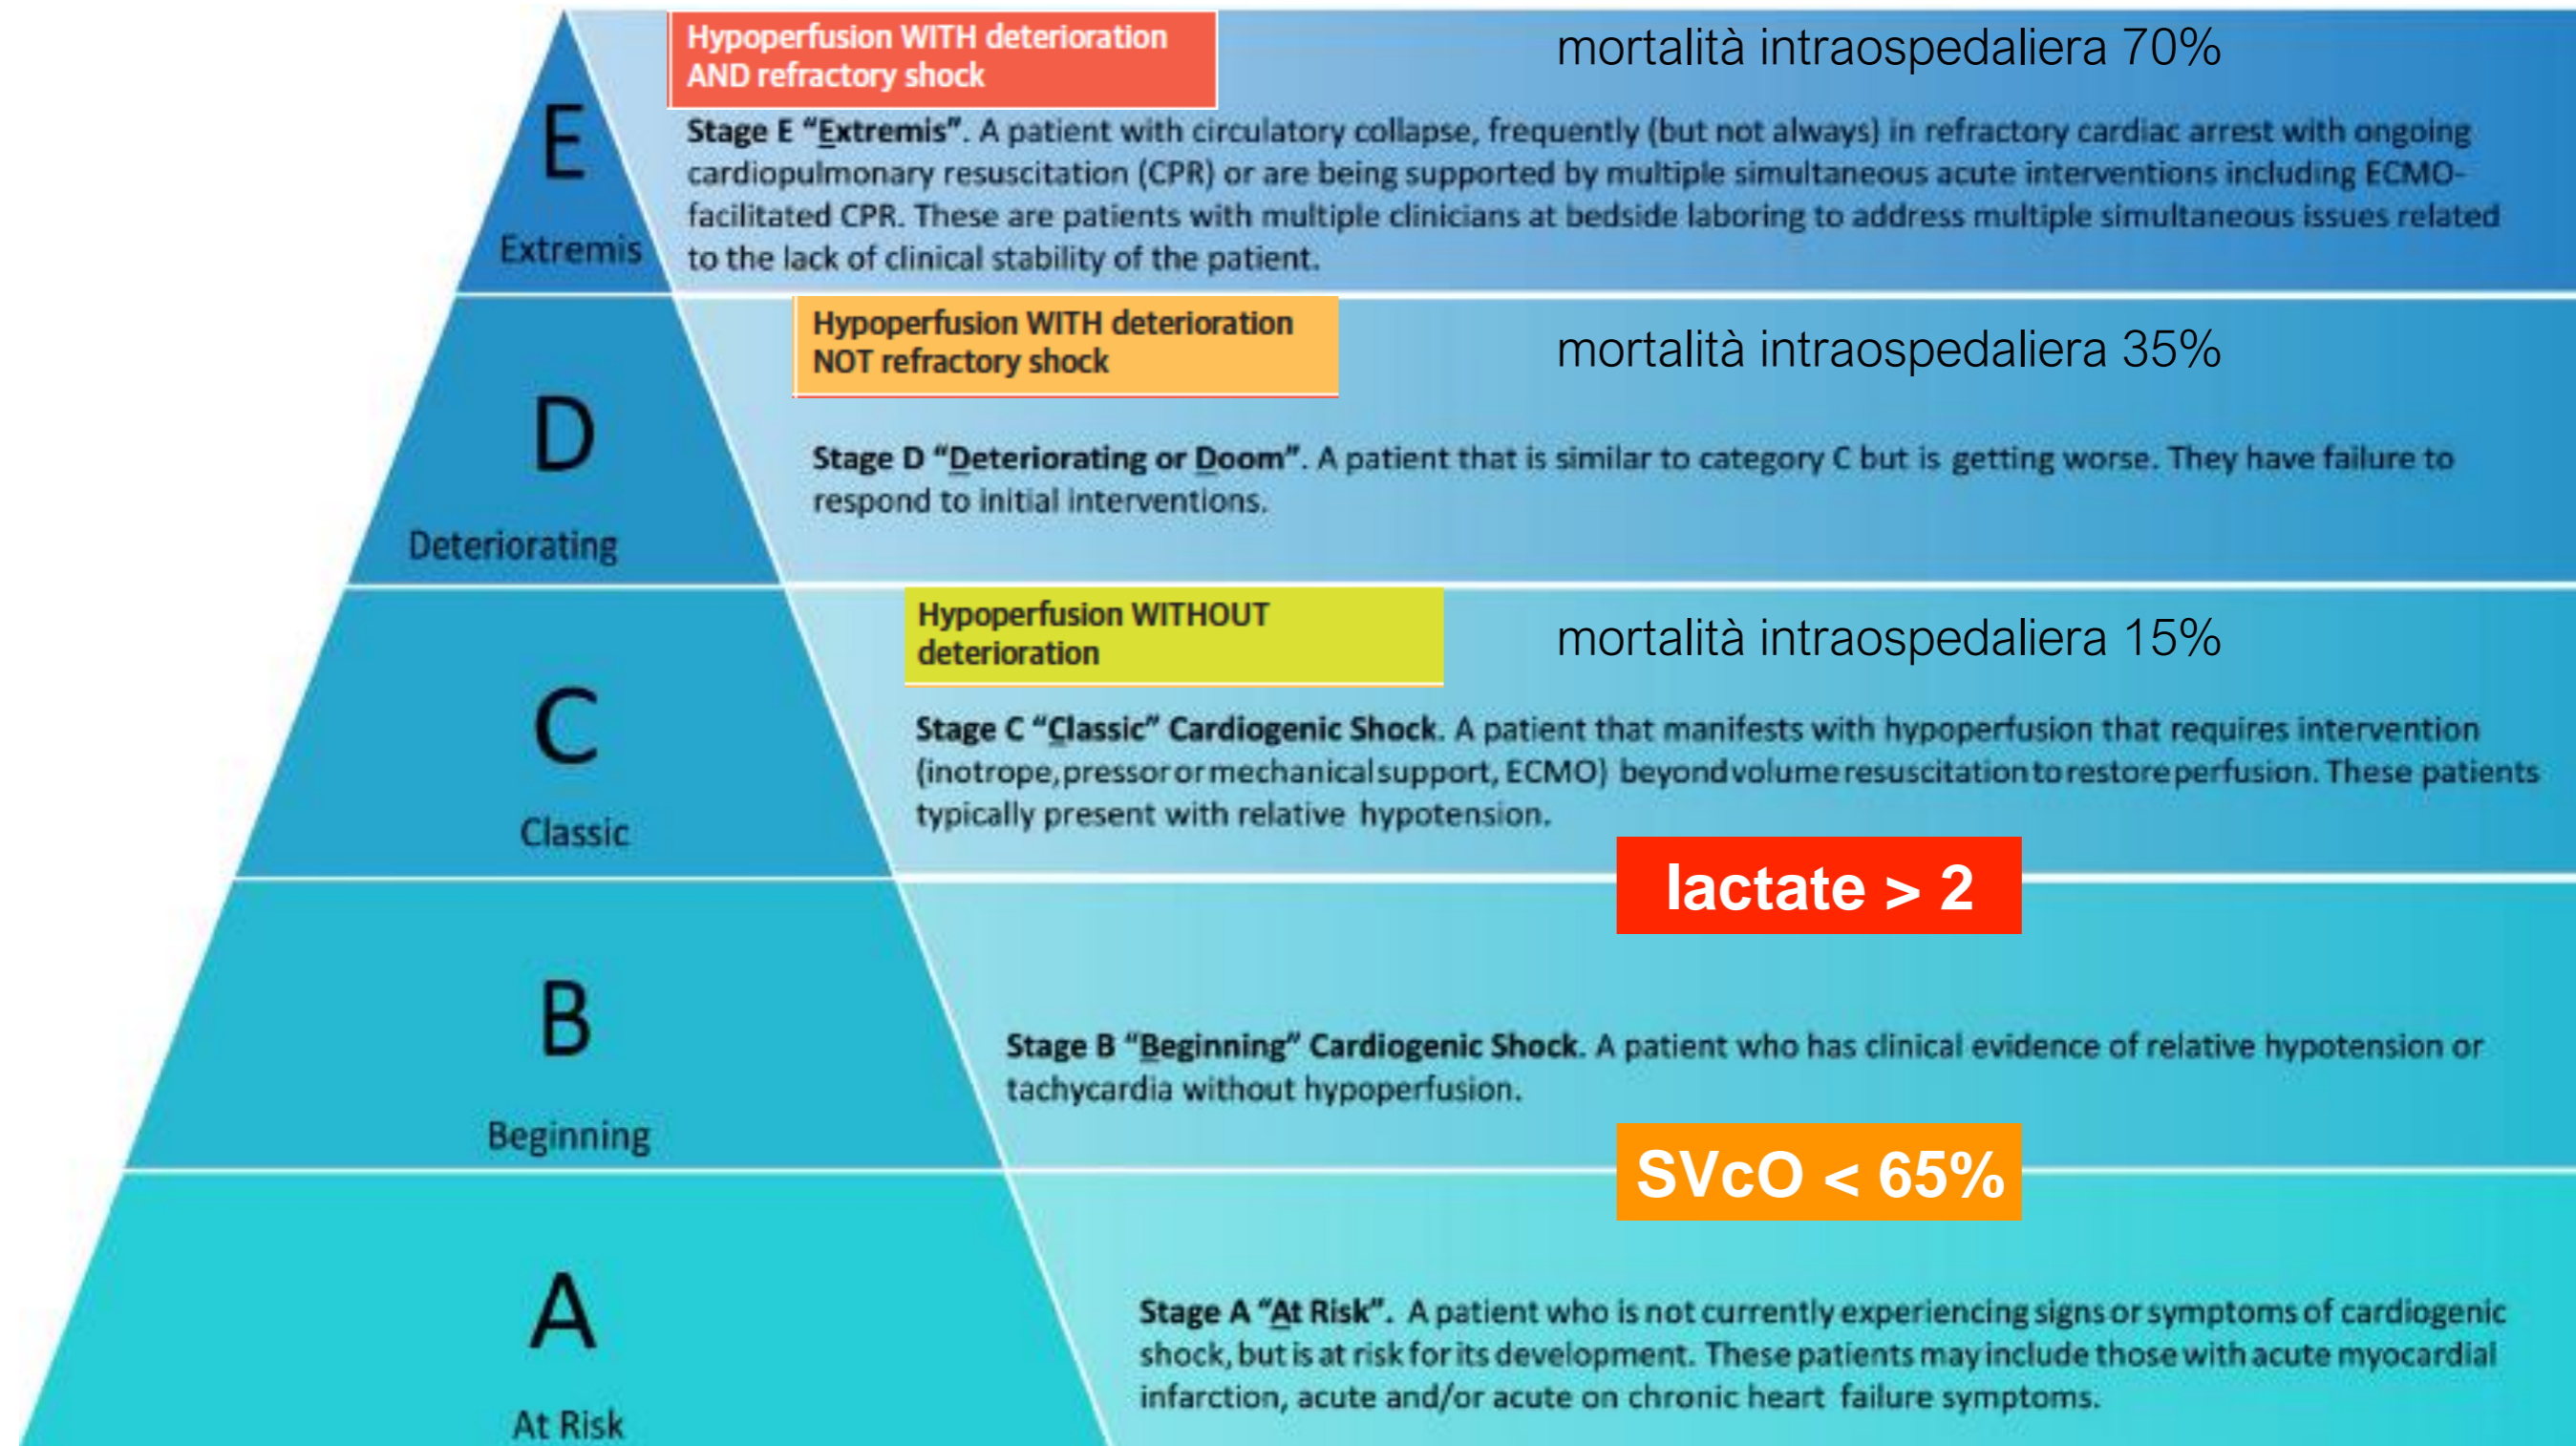 Hypoperfusion WITH deterioration
AND refractory shock
mortalità intraospedaliera 70%
E
Extremis
Stage E “Extremis”. A patient with circulatory collapse, frequently (but not always) in refractory cardiac arrest with ongoing
cardiopulmonary resuscitation (CPR) or are being supported by multiple simultaneous acute interventions including ECMO-
facilitated CPR. These are patients with multiple clinicians at bedside laboring to address multiple simultaneous issues related
to the lack of clinical stability of the patient.
Hypoperfusion WITH deterioration
NOT refractory shock
mortalità intraospedaliera 35%
D
Deteriorating
Stage D “Deteriorating or Doom”. A patient that is similar to category C but is getting worse. They have failure to
respond to initial interventions.
Hypoperfusion WITHOUT
deterioration
mortalità intraospedaliera 15%
C
Classic
Stage C “Classic” Cardiogenic Shock. A patient that manifests with hypoperfusion that requires intervention
(inotrope, pressor or mechanical support, ECMO) beyond volume resuscitation to restore perfusion. These patients
typically present with relative hypotension.
lactate > 2
B
Beginning
Stage B “Beginning” Cardiogenic Shock. A patient who has clinical evidence of relative hypotension or
tachycardia without hypoperfusion.
SVcO < 65%
A
At Risk
Stage A “At Risk”. A patient who is not currently experiencing signs or symptoms of cardiogenic
shock, but is at risk for its development. These patients may include those with acute myocardial
infarction, acute and/or acute on chronic heart failure symptoms.